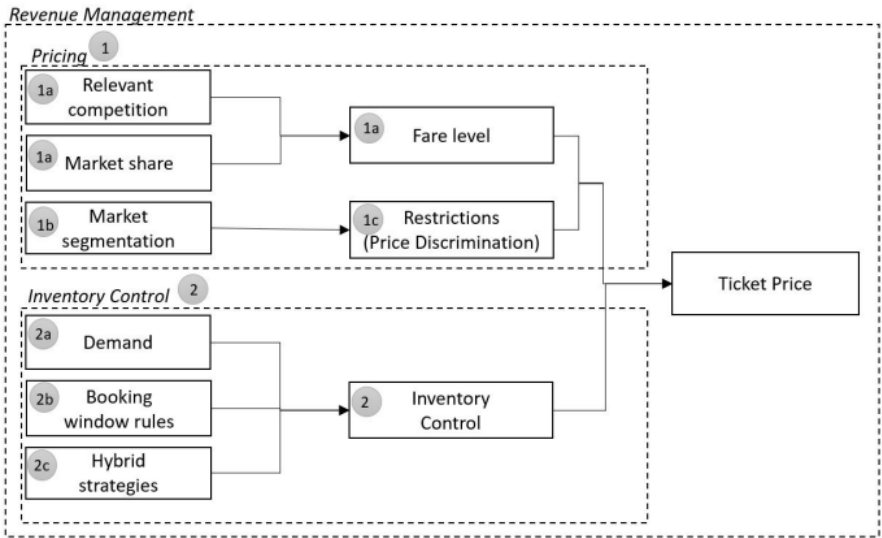 Revenue Management
Pricing 1
1a Relevant
competition
1a Market share
1b Market
segmentation
1a Fare level
1c Restrictions
(Price Discrimination)
Ticket Price
Inventory Control 2
2a Demand
2b Booking
window rules
2c Hybrid
strategies
2 Inventory
Control